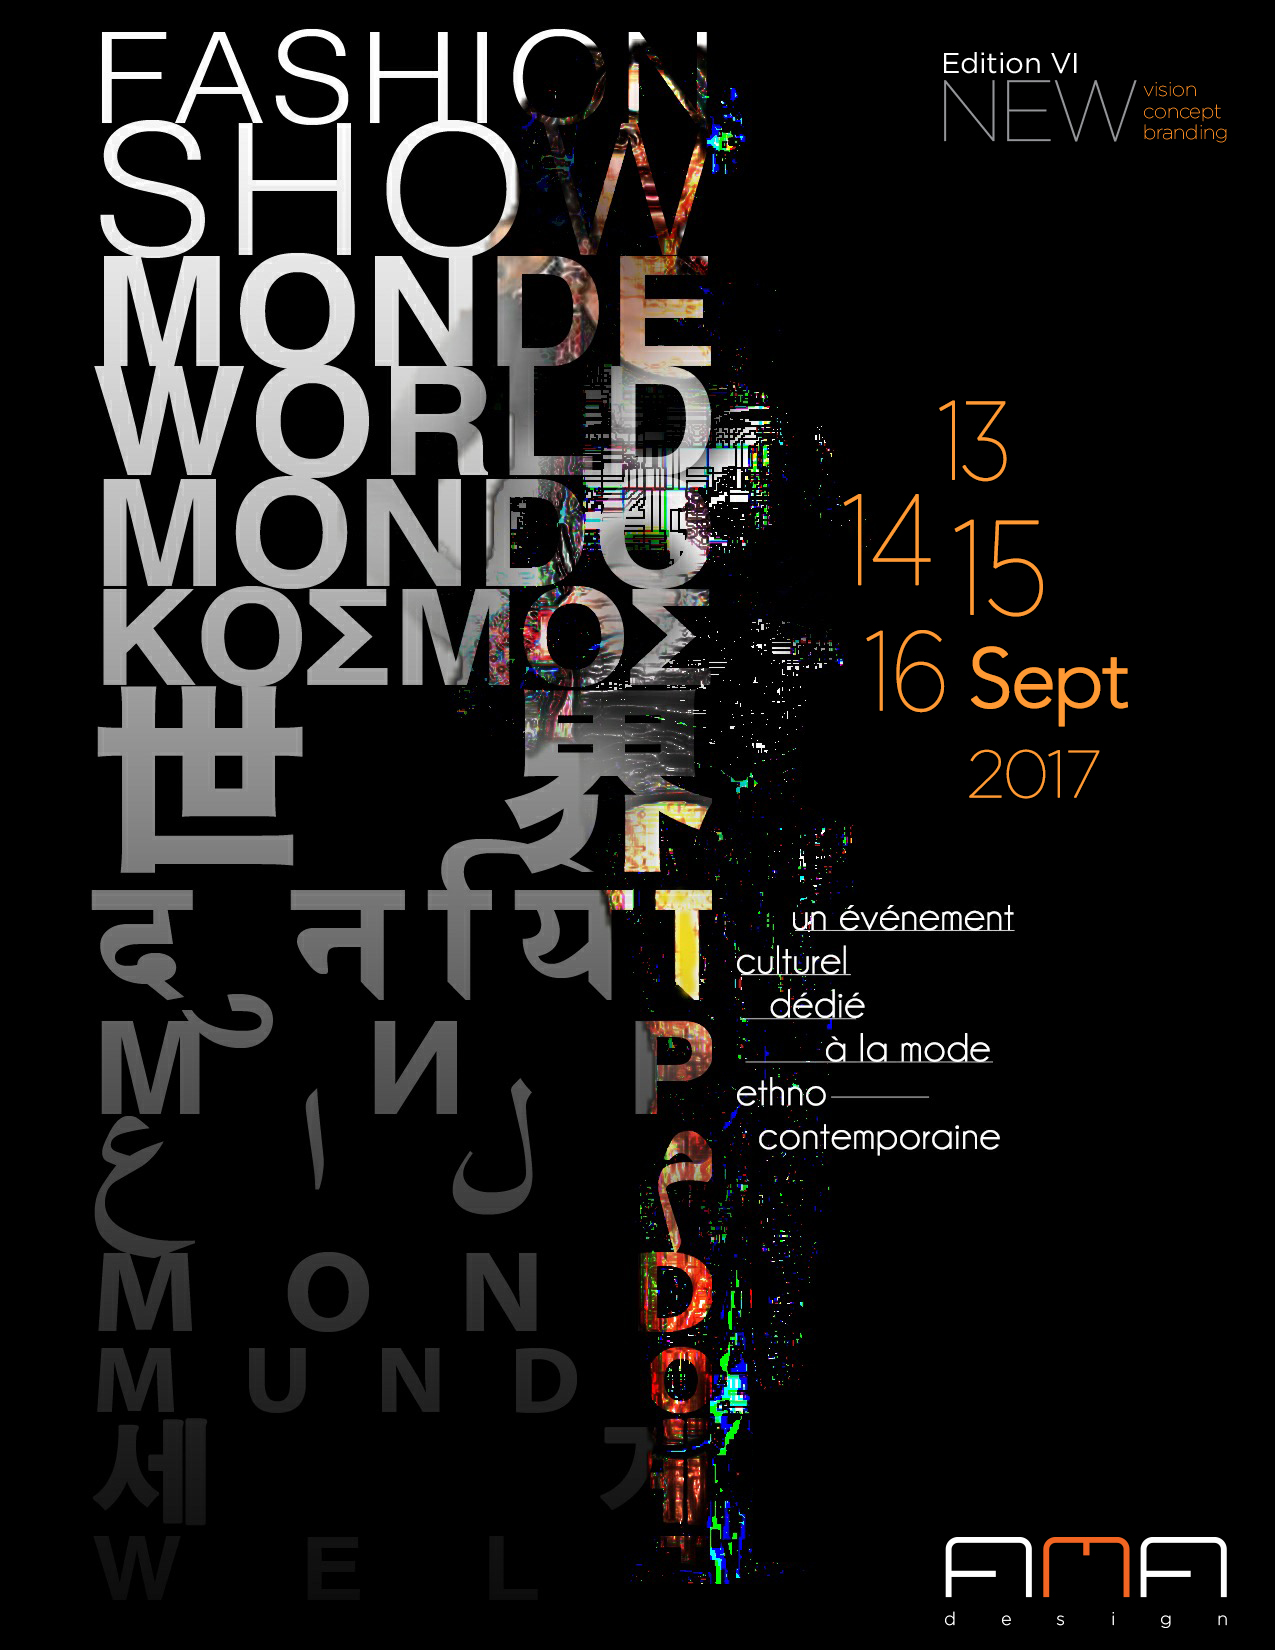 FASHION
SHOW
MONDE
WORLD
MONDO
ΚΟΣΜΟΣ
世界
दुनिया
МИР
عالم
MONDO
MUNDO
세계
WELT
Edition VI
NEW
vision
concept
branding
13
14 15
16 Sept
2017
un événement
culturel
dédié
à la mode
ethno
contemporaine
AMA
design